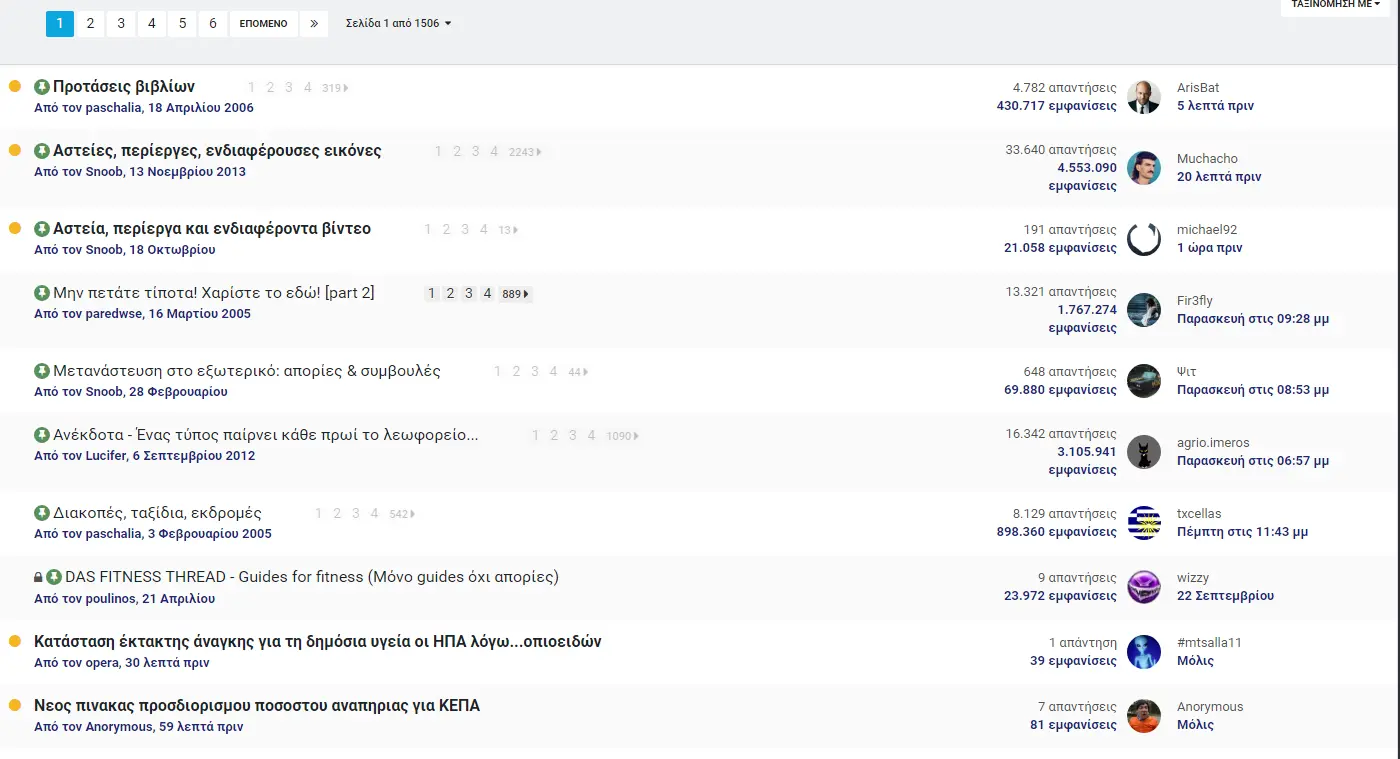 ΤΑΞΙΝΟΜΗΣΗ ΜΕ
1 2 3 4 5 6 ΕΠΟΜΕΝΟ » Σελίδα 1 από 1506
Προτάσεις βιβλίων 1 2 3 4 319
Από τον paschalia, 18 Απριλίου 2006
4.782 απαντήσεις
430.717 εμφανίσεις
ArisBat
5 λεπτά πριν
Αστείες, περίεργες, ενδιαφέρουσες εικόνες 1 2 3 4 2243
Από τον Snoob, 13 Νοεμβρίου 2013
33.640 απαντήσεις
4.553.090
εμφανίσεις
Muchacho
20 λεπτά πριν
Αστεία, περίεργα και ενδιαφέροντα βίντεο 1 2 3 4 13
Από τον Snoob, 18 Οκτωβρίου
191 απαντήσεις
21.058 εμφανίσεις
michael92
1 ώρα πριν
Μην πετάτε τίποτα! Χαρίστε το εδώ! [part 2] 1 2 3 4 889
Από τον paredwse, 16 Μαρτίου 2005
13.321 απαντήσεις
1.767.274
εμφανίσεις
Fir3fly
Παρασκευή στις 09:28 μμ
Μετανάστευση στο εξωτερικό: απορίες & συμβουλές 1 2 3 4 44
Από τον Snoob, 28 Φεβρουαρίου
648 απαντήσεις
69.880 εμφανίσεις
Ψιτ
Παρασκευή στις 08:53 μμ
Ανέκδοτα - Ένας τύπος παίρνει κάθε πρωί το λεωφορείο... 1 2 3 4 1090
Από τον Lucifer, 6 Σεπτεμβρίου 2012
16.342 απαντήσεις
3.105.941
εμφανίσεις
agrio.imeros
Παρασκευή στις 06:57 μμ
Διακοπές, ταξίδια, εκδρομές 1 2 3 4 542
Από τον paschalia, 3 Φεβρουαρίου 2005
8.129 απαντήσεις
898.360 εμφανίσεις
txcellas
Πέμπτη στις 11:43 μμ
DAS FITNESS THREAD - Guides for fitness (Μόνο guides όχι απορίες)
Από τον poulinos, 21 Απριλίου
9 απαντήσεις
23.972 εμφανίσεις
wizzy
22 Σεπτεμβρίου
Κατάσταση έκτακτης άναγκης για τη δημόσια υγεία οι ΗΠΑ λόγω...οπιοειδών
Από τον opera, 30 λεπτά πριν
1 απάντηση
39 εμφανίσεις
#mtsalla11
Μόλις
Νεος πινακας προσδιορισμου ποσοστου αναπηριας για ΚΕΠΑ
Από τον Anorymous, 59 λεπτά πριν
7 απαντήσεις
81 εμφανίσεις
Anorymous
Μόλις